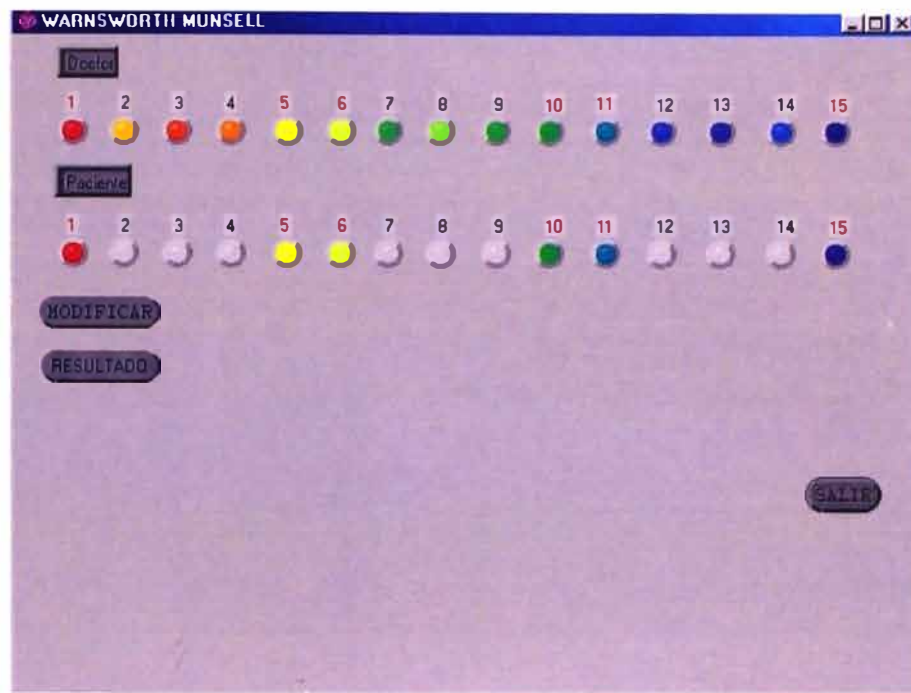 WARNSWORTH MUNSELL
Doctor
1 2 3 4 5 6 7 8 9 10 11 12 13 14 15
Paciente
1 2 3 4 5 6 7 8 9 10 11 12 13 14 15
MODIFICAR
RESULTADO
SALIR